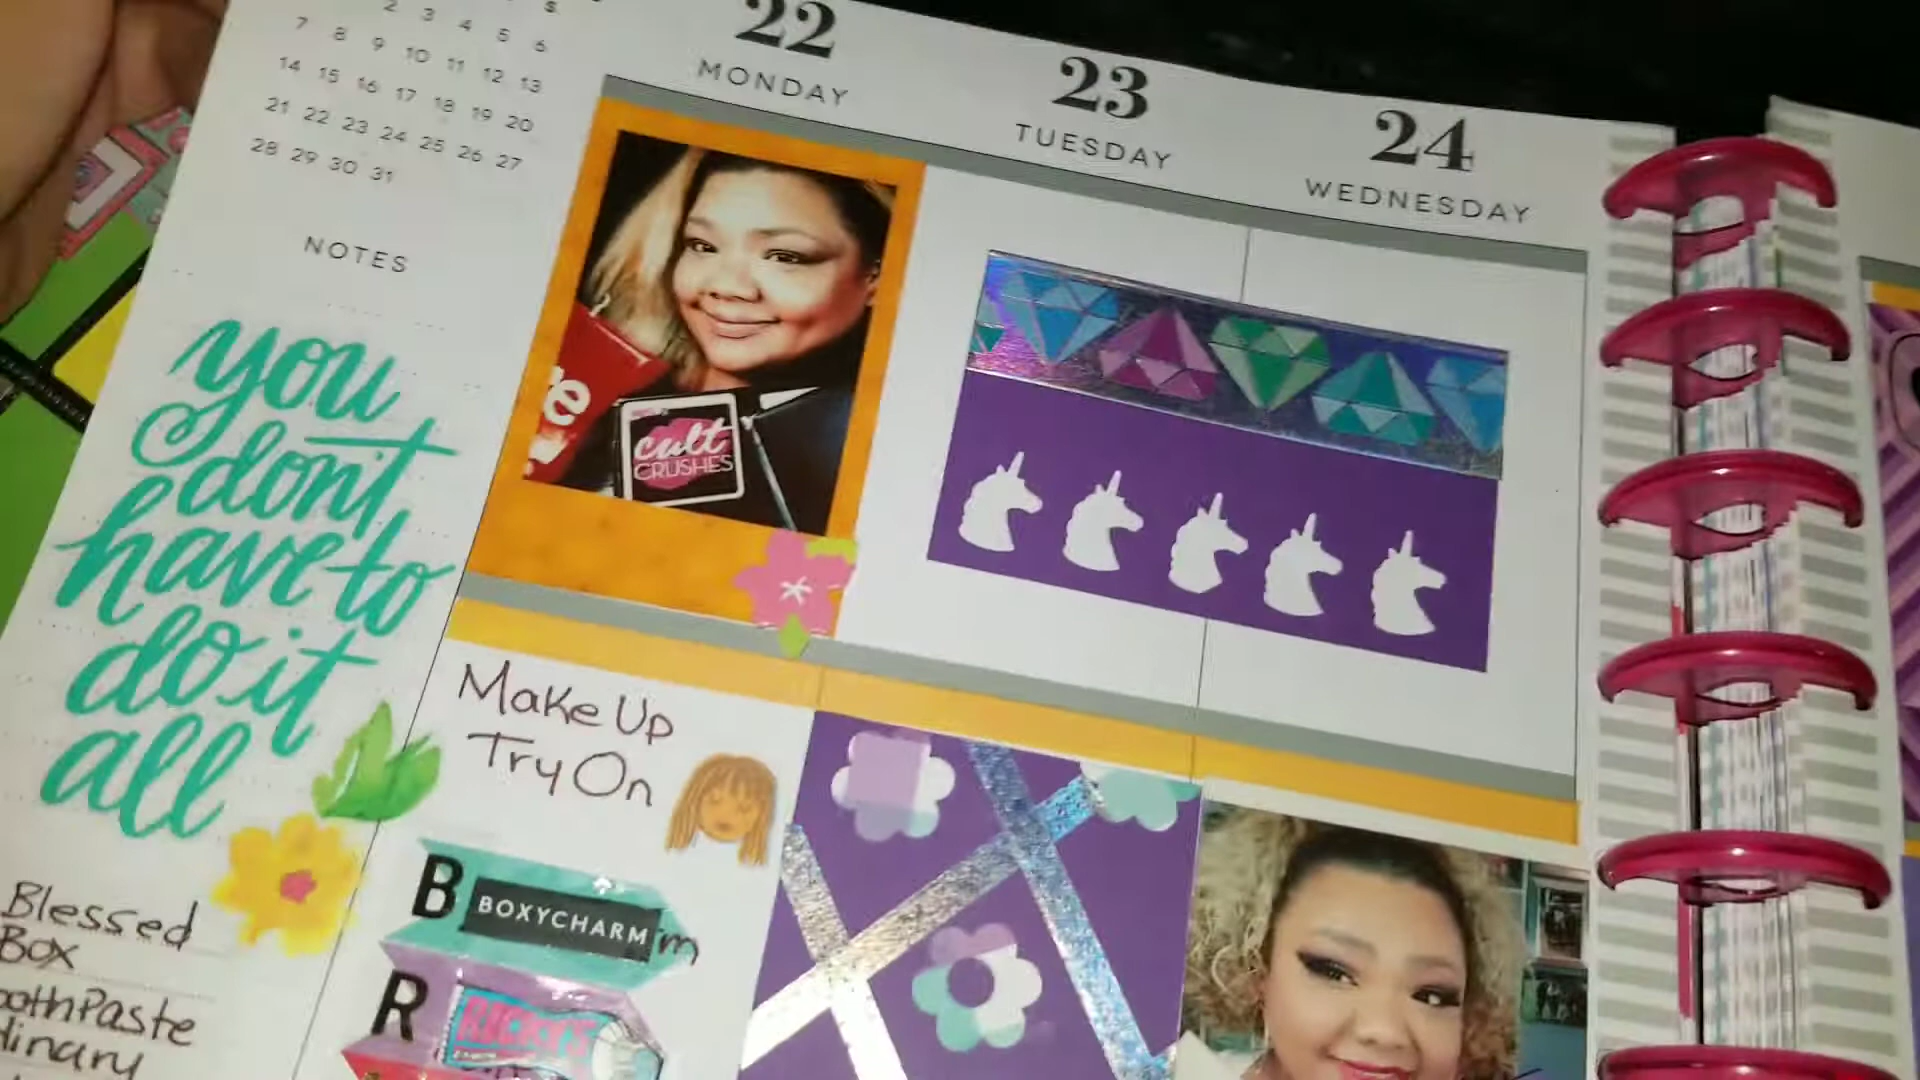 S
2 3 4 5 6
7 8 9 10 11 12 13
14 15 16 17 18 19 20
21 22 23 24 25 26 27
28 29 30 31
NOTES
you
don't
have to
do it
all
Blessed
Box
22
MONDAY
23
TUESDAY
24
WEDNESDAY
cult
CRUSHES
Make Up
Try On
B BOXYCHARM m
R RICKY'S